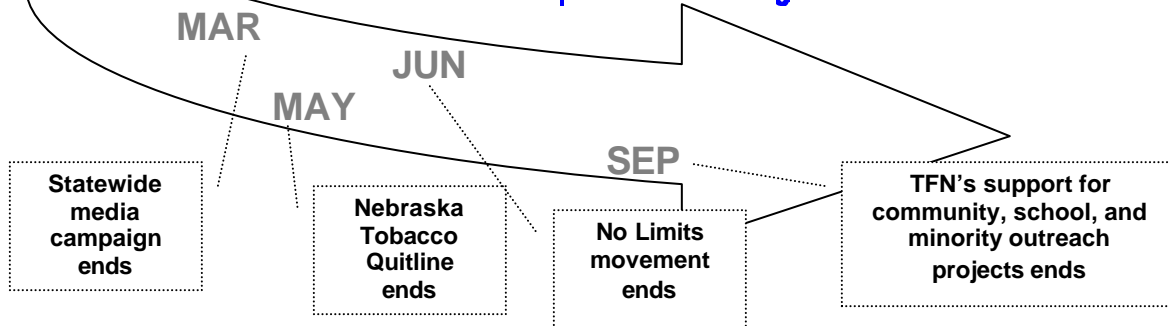 MAR
JUN
MAY
SEP
Statewide
media
campaign
ends
Nebraska
Tobacco
Quitline
ends
No Limits
movement
ends
TFN's support for
community, school, and
minority outreach
projects ends